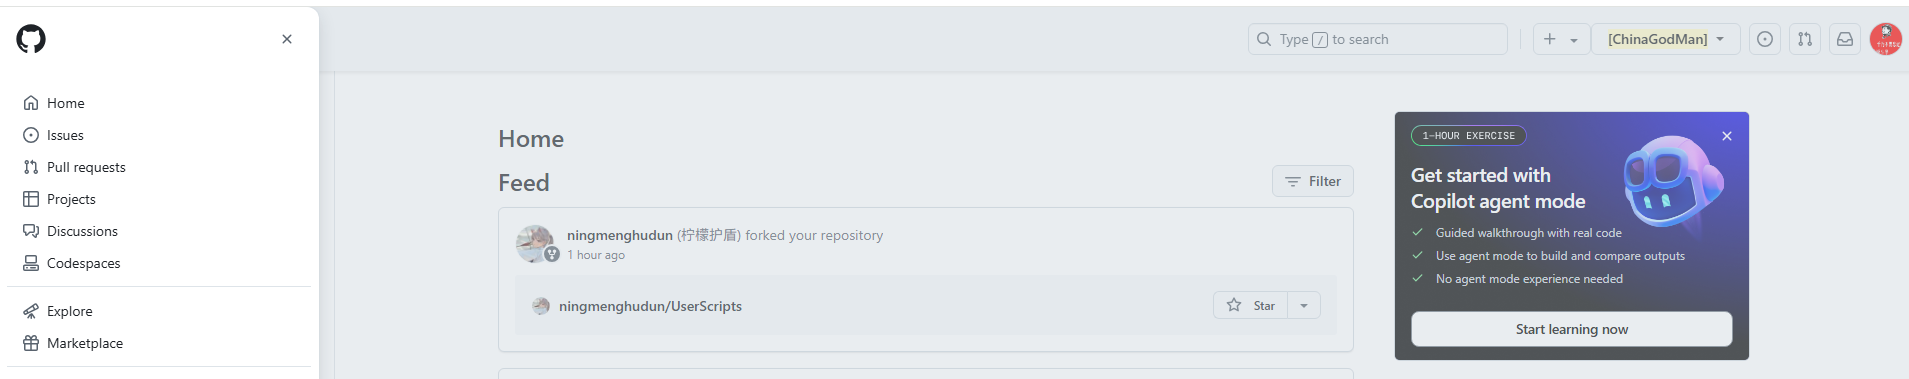 Type / to search
[ChinaGodMan]
Home
Issues
Pull requests
Projects
Discussions
Codespaces
Explore
Marketplace
Home
Feed
Filter
ningmenghudun (柠檬护盾) forked your repository
1 hour ago
ningmenghudun/UserScripts
Star
1-HOUR EXERCISE
Get started with
Copilot agent mode
Guided walkthrough with real code
Use agent mode to build and compare outputs
No agent mode experience needed
Start learning now